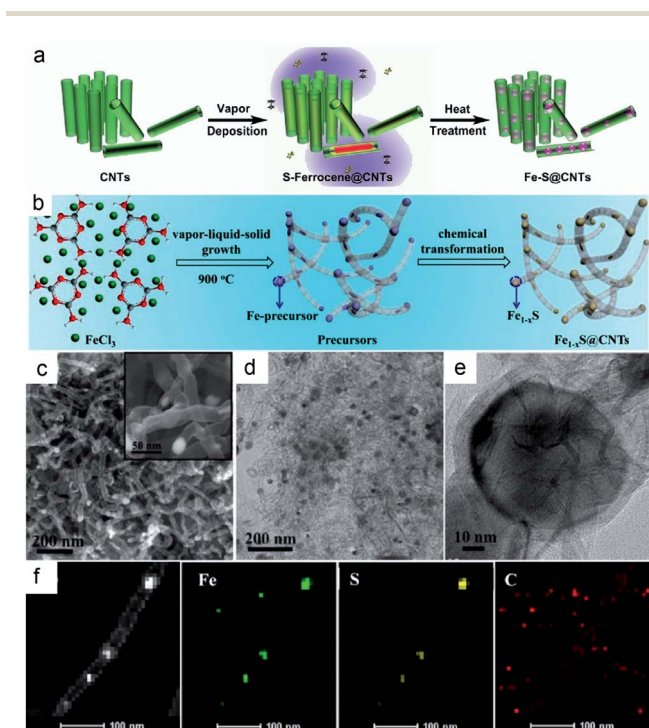 a
Vapor
Deposition
Heat
Treatment
CNTs
S-Ferrocene@CNTs
Fe-S@CNTs
b
vapor-liquid-solid
growth
900 °C
chemical
transformation
Fe-precursor
Fe1-xS
FeCl3
Precursors
Fe1-xS@CNTs
c
50 nm
200 nm
d
200 nm
e
10 nm
f
Fe
S
C
100 nm
100 nm
100 nm
100 nm